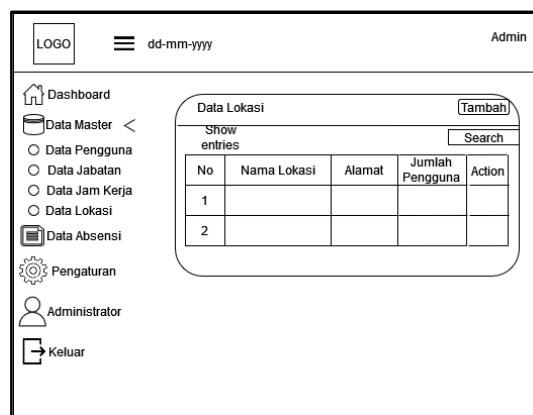 LOGO
dd-mm-yyyy
Admin
Dashboard
Data Master
Data Pengguna
Data Jabatan
Data Jam Kerja
Data Lokasi
Data Absensi
Pengaturan
Administrator
Keluar
Data Lokasi
Tambah
Show
entries
Search
No Nama Lokasi Alamat Jumlah Pengguna Action
1
2